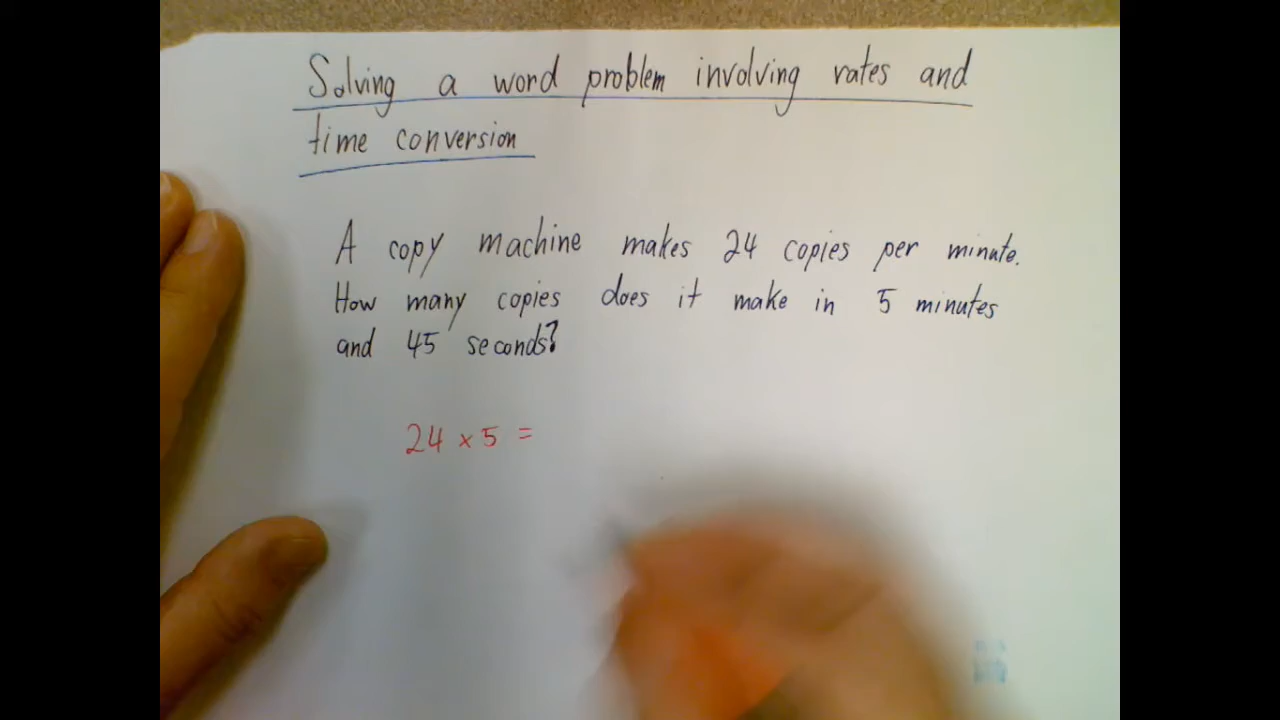 Solving a word problem involving rates and
time conversion
A copy machine makes 24 copies per minute.
How many copies does it make in 5 minutes
and 45 seconds?
24 × 5 =